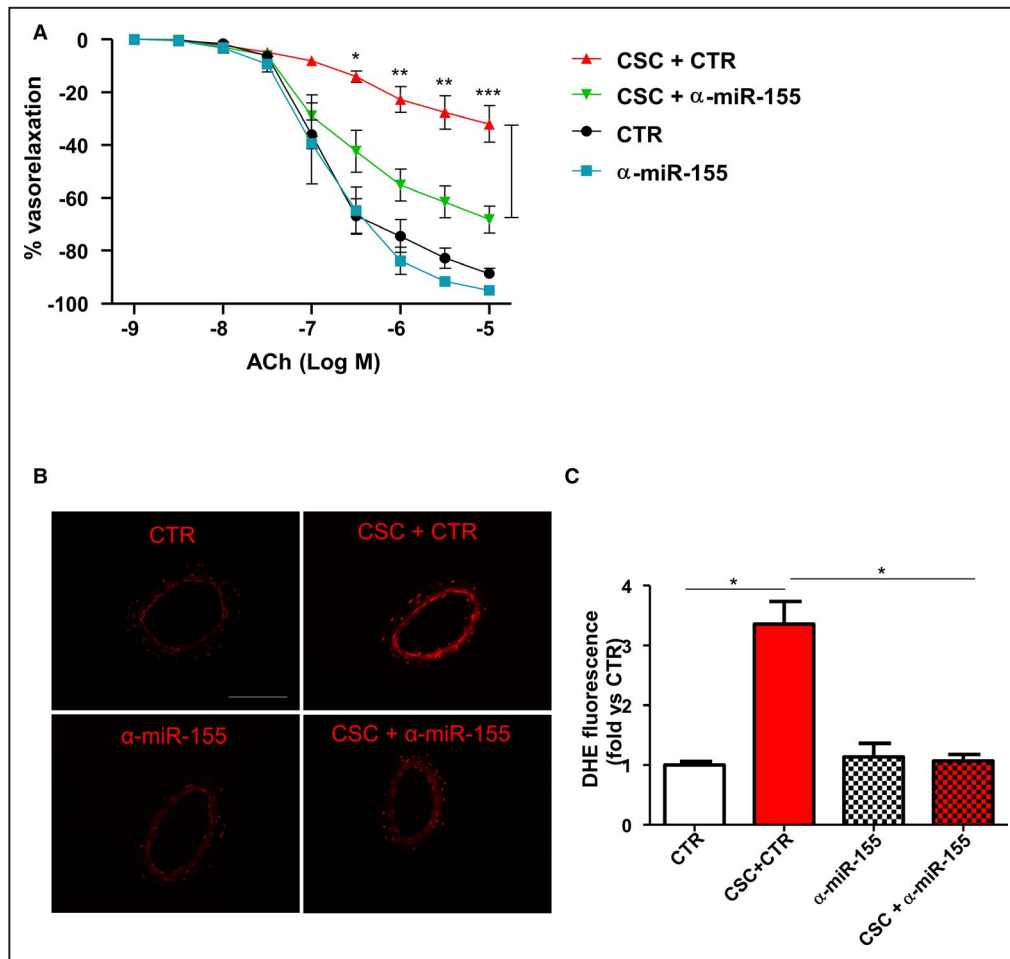 A
0
-20
-40
-60
-80
-100
% vasorelaxation
-9 -8 -7 -6 -5
ACh (Log M)
* ** ** ***
CSC + CTR
CSC + α-miR-155
CTR
α-miR-155
B
CTR
CSC + CTR
α-miR-155
CSC + α-miR-155
C
DHE fluorescence
(fold vs CTR)
4
3
2
1
0
* *
CTR
CSC+CTR
α-miR-155
CSC + α-miR-155